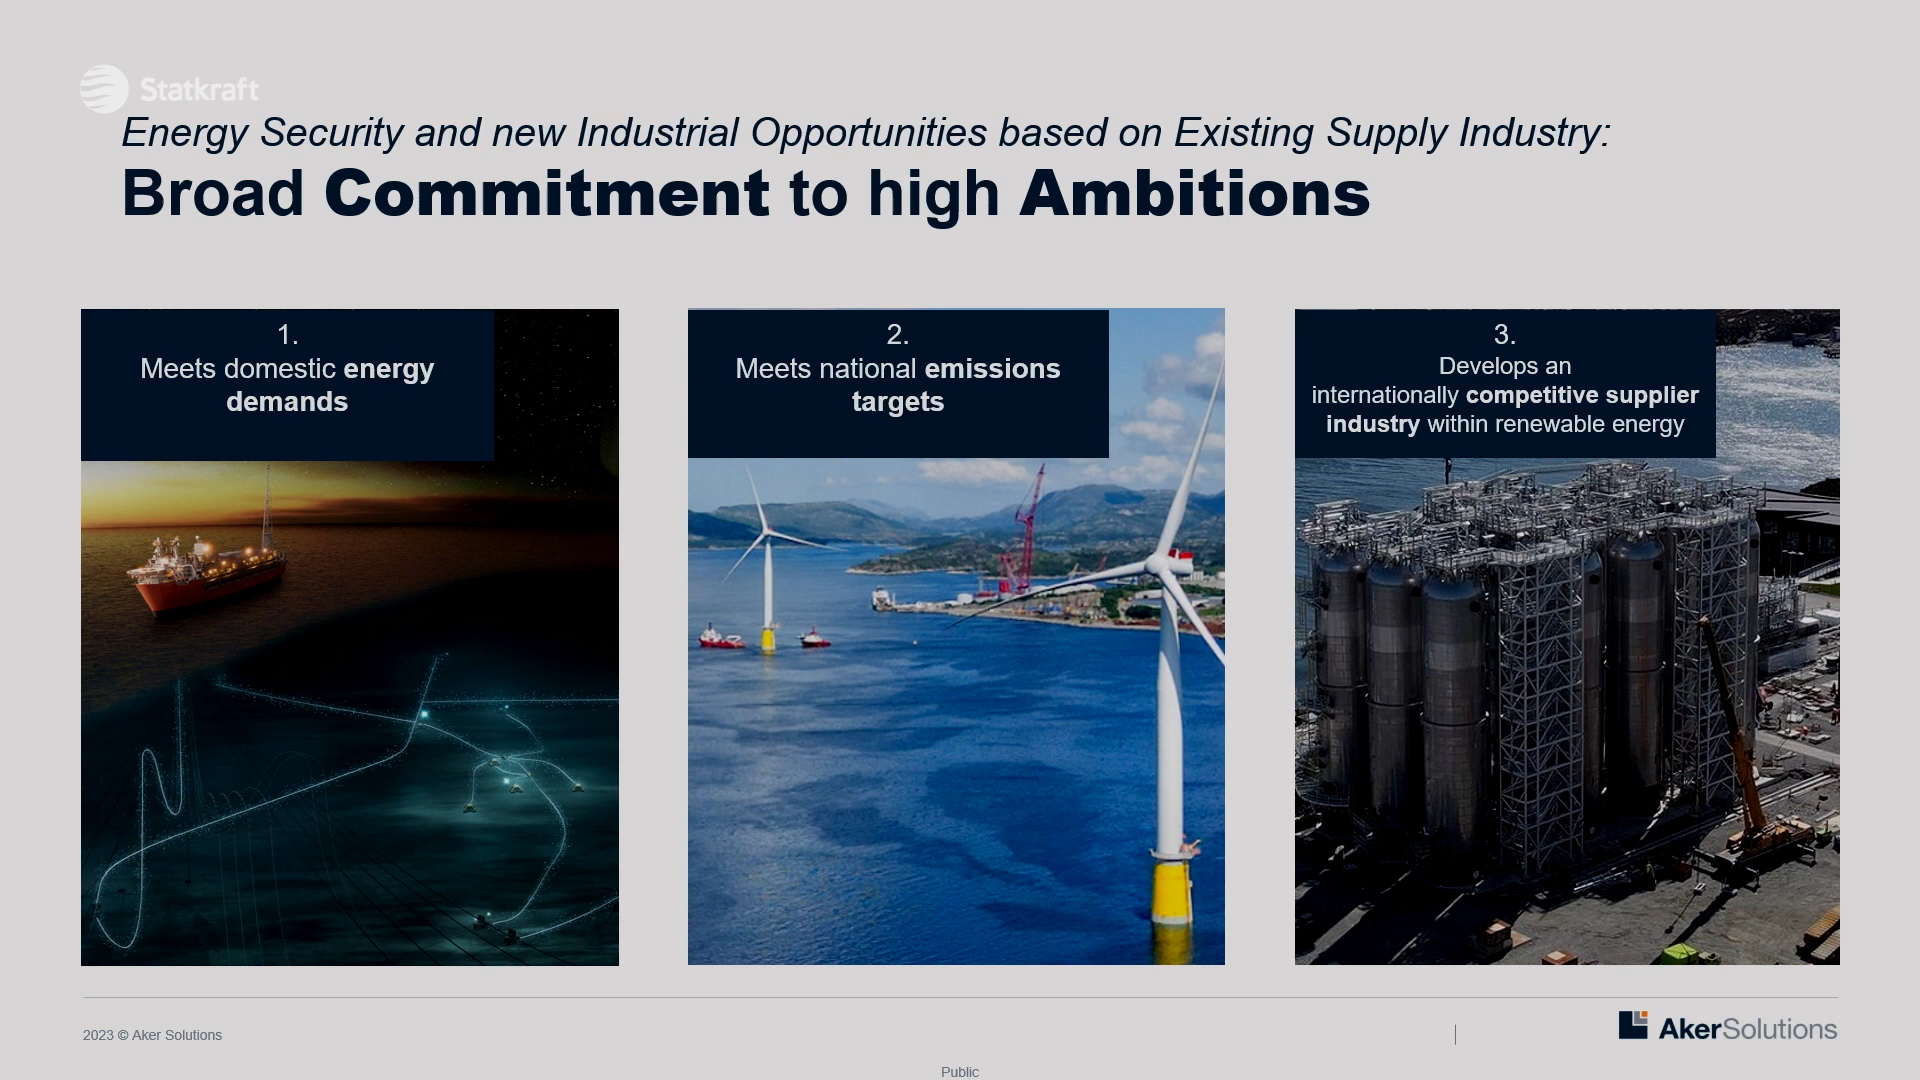 Statkraft
Energy Security and new Industrial Opportunities based on Existing Supply Industry:
Broad Commitment to high Ambitions
1.
Meets domestic energy
demands
2.
Meets national emissions
targets
3.
Develops an
internationally competitive supplier
industry within renewable energy
2023 © Aker Solutions
AkerSolutions
Public